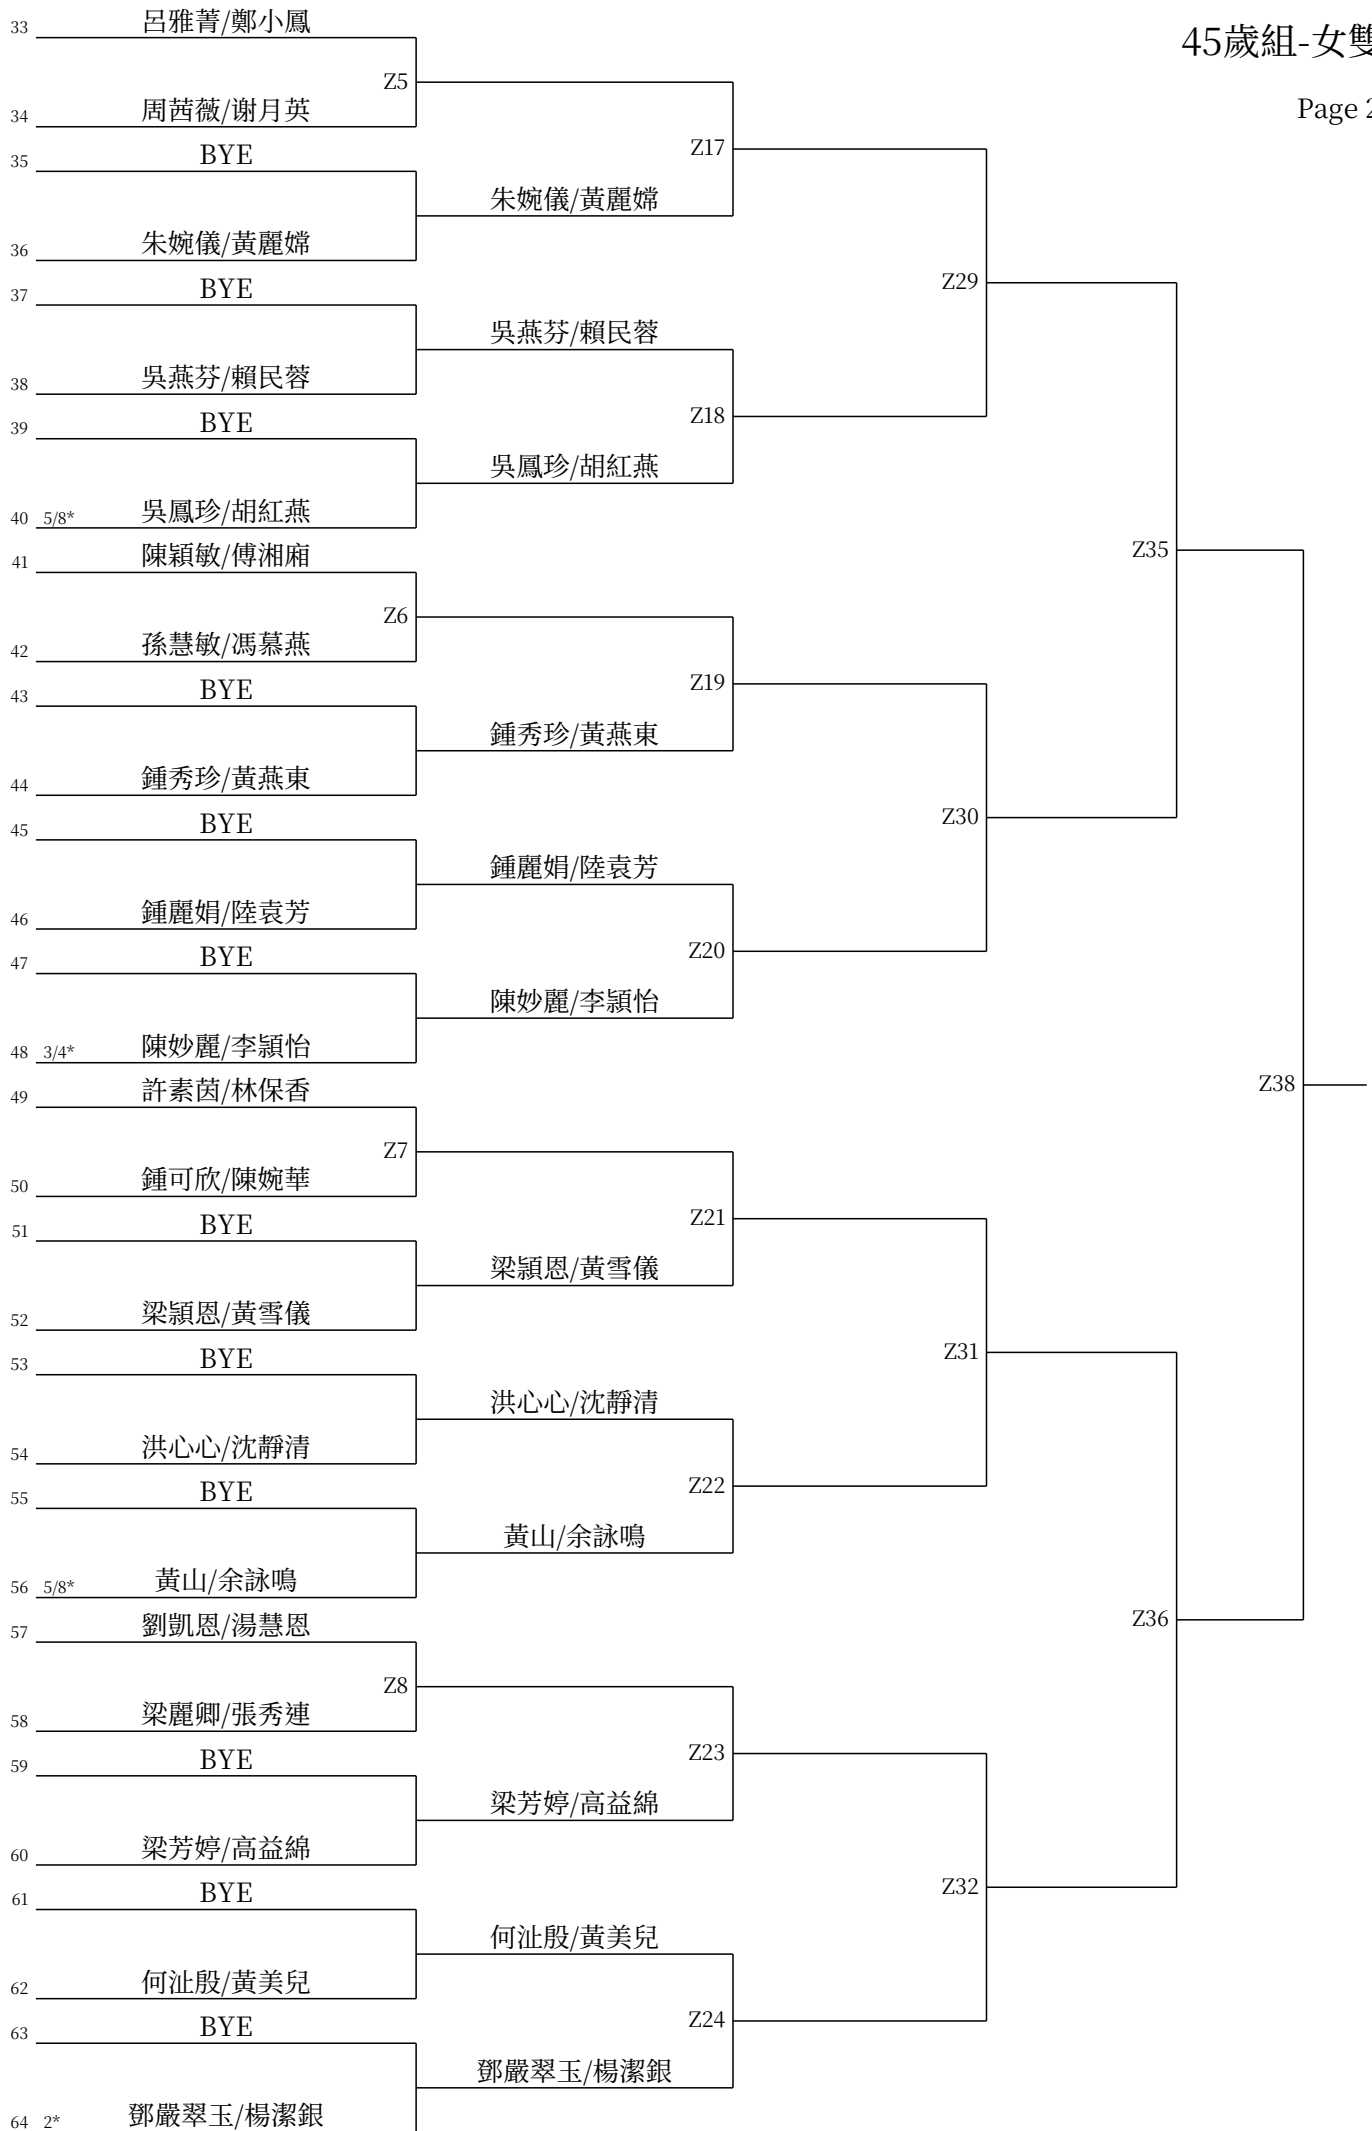 45歲組-女雙
Page 2
33 呂雅菁/鄭小鳳
Z5
34 周茜薇/谢月英
Z17
35 BYE
朱婉儀/黃麗嫦
36 朱婉儀/黃麗嫦
Z29
37 BYE
吳燕芬/賴民蓉
38 吳燕芬/賴民蓉
Z18
39 BYE
吳鳳珍/胡紅燕
40 5/8* 吳鳳珍/胡紅燕
Z35
41 陳穎敏/傅湘廂
Z6
42 孫慧敏/馮慕燕
Z19
43 BYE
鍾秀珍/黃燕東
44 鍾秀珍/黃燕東
Z30
45 BYE
鍾麗娟/陸袁芳
46 鍾麗娟/陸袁芳
Z20
47 BYE
陳妙麗/李頴怡
48 3/4* 陳妙麗/李頴怡
Z38
49 許素茵/林保香
Z7
50 鍾可欣/陳婉華
Z21
51 BYE
梁頴恩/黃雪儀
52 梁頴恩/黃雪儀
Z31
53 BYE
洪心心/沈靜清
54 洪心心/沈靜清
Z22
55 BYE
黃山/余詠鳴
56 5/8* 黃山/余詠鳴
Z36
57 劉凱恩/湯慧恩
Z8
58 梁麗卿/張秀連
Z23
59 BYE
梁芳婷/高益綿
60 梁芳婷/高益綿
Z32
61 BYE
何沚殷/黃美兒
62 何沚殷/黃美兒
Z24
63 BYE
鄧嚴翠玉/楊潔銀
64 2* 鄧嚴翠玉/楊潔銀